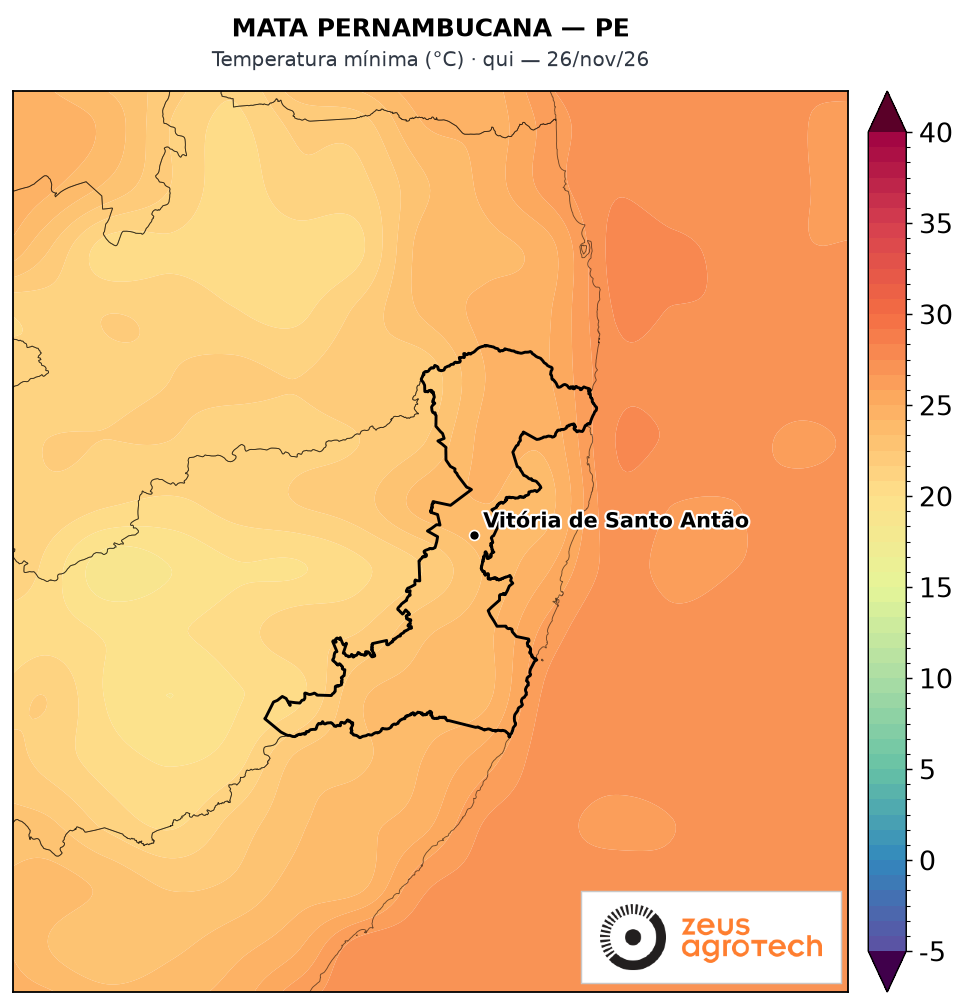 MATA PERNAMBUCANA — PE
Temperatura mínima (°C) · qui — 26/nov/26
40
35
30
25
20
15
10
5
0
-5
Vitória de Santo Antão
zeus
agrotech